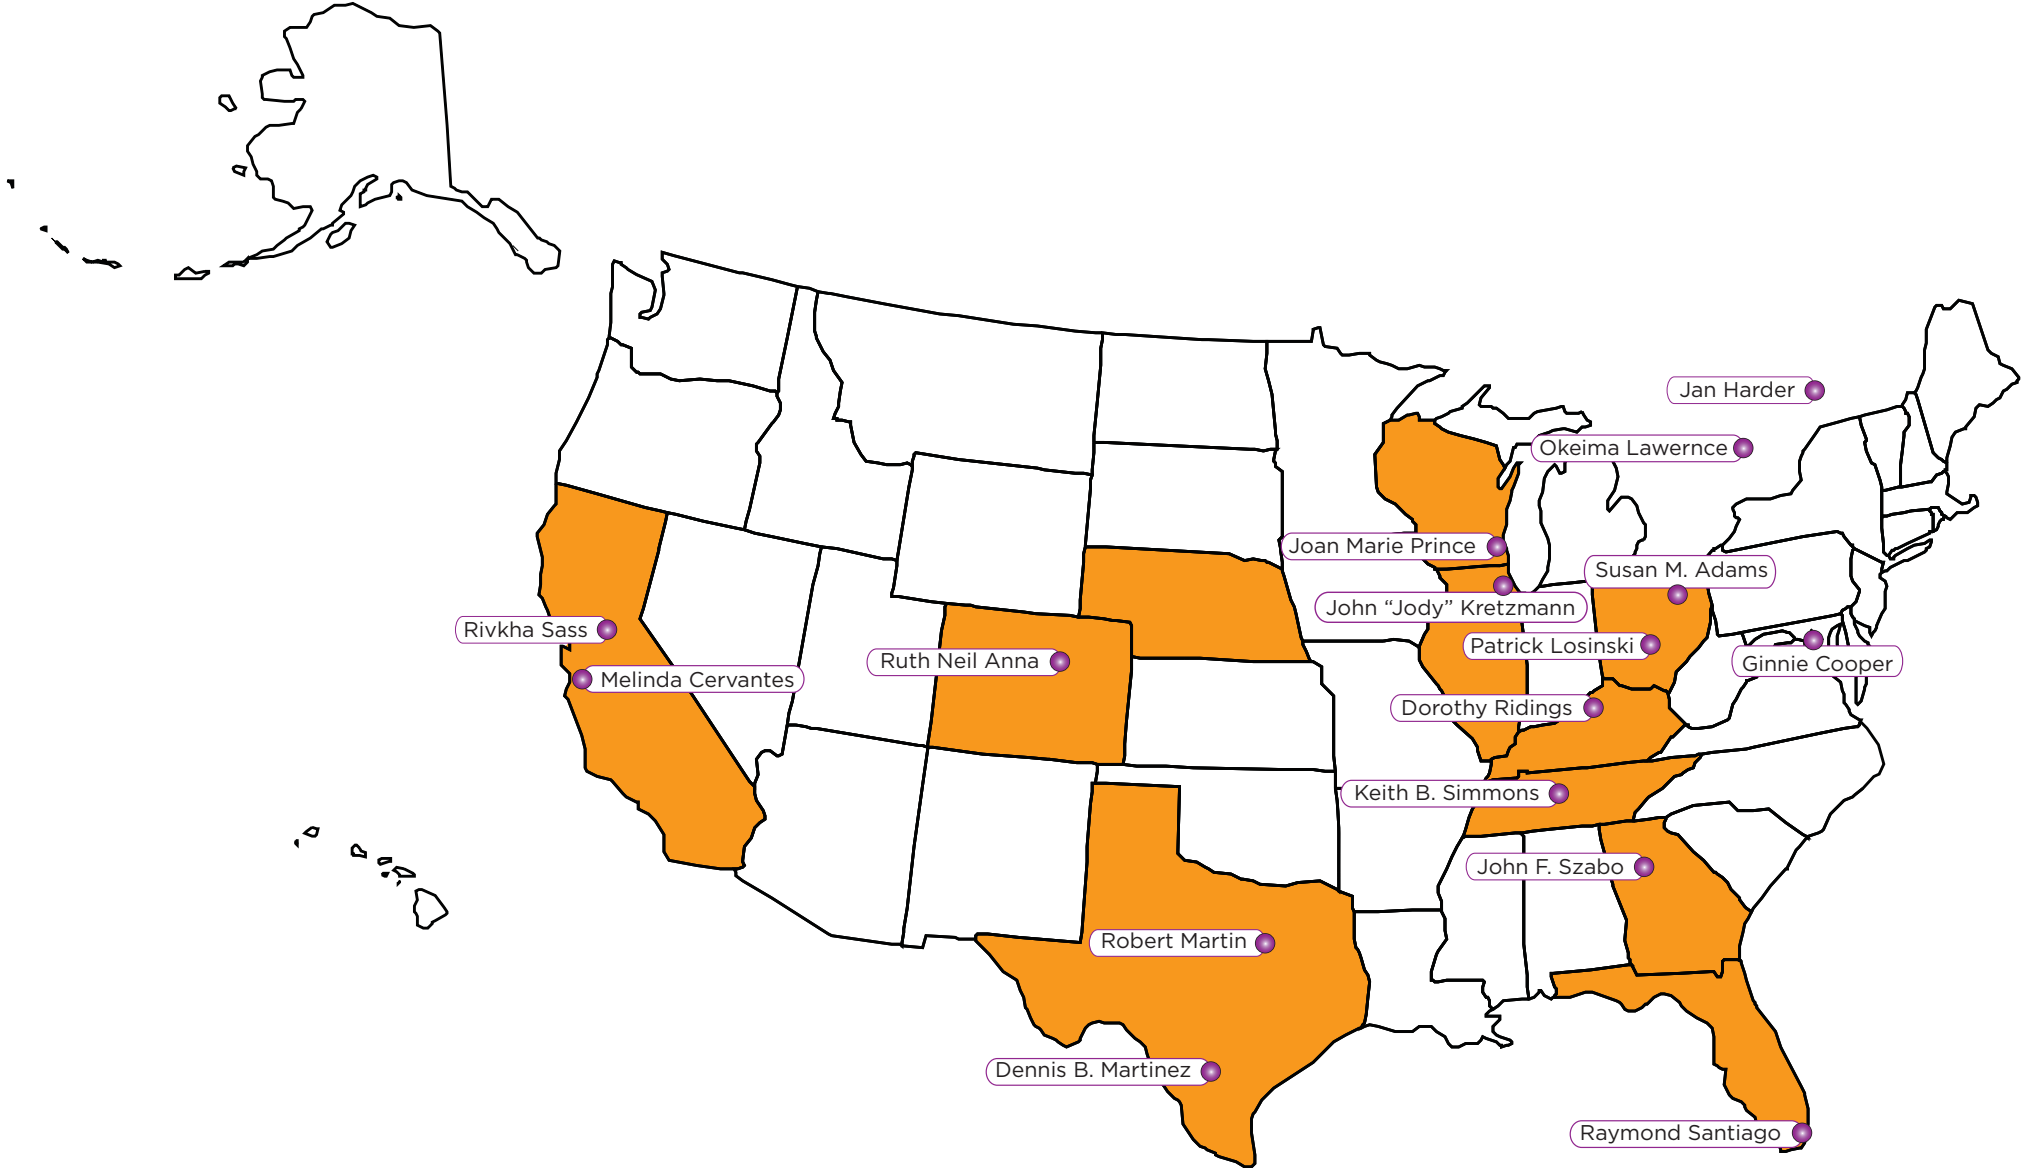 Jan Harder
Okeima Lawernce
Joan Marie Prince
Susan M. Adams
John “Jody” Kretzmann
Rivkha Sass
Patrick Losinski
Ruth Neil Anna
Ginnie Cooper
Melinda Cervantes
Dorothy Ridings
Keith B. Simmons
John F. Szabo
Robert Martin
Dennis B. Martinez
Raymond Santiago